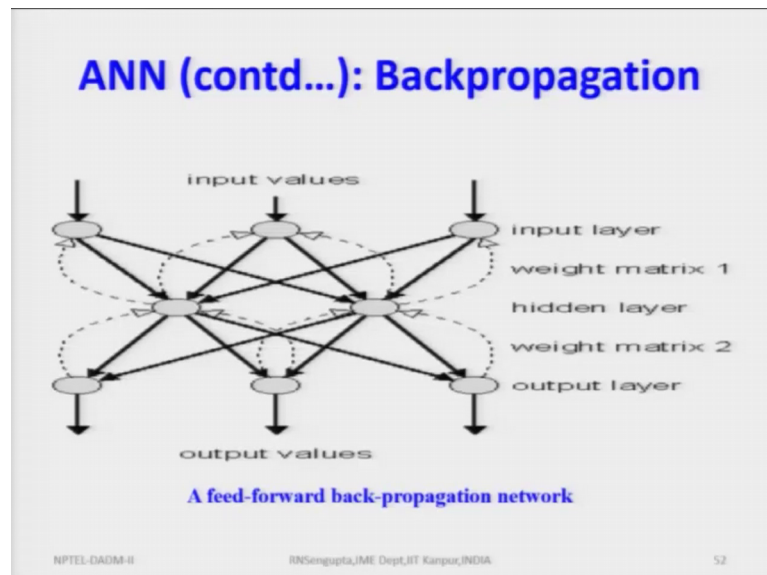 ANN (contd...): Backpropagation
input values
input layer
weight matrix 1
hidden layer
weight matrix 2
output layer
output values
A feed-forward back-propagation network
NPTEL-DADM-II RNSengupta,IME Dept,IIT Kanpur,INDIA 52